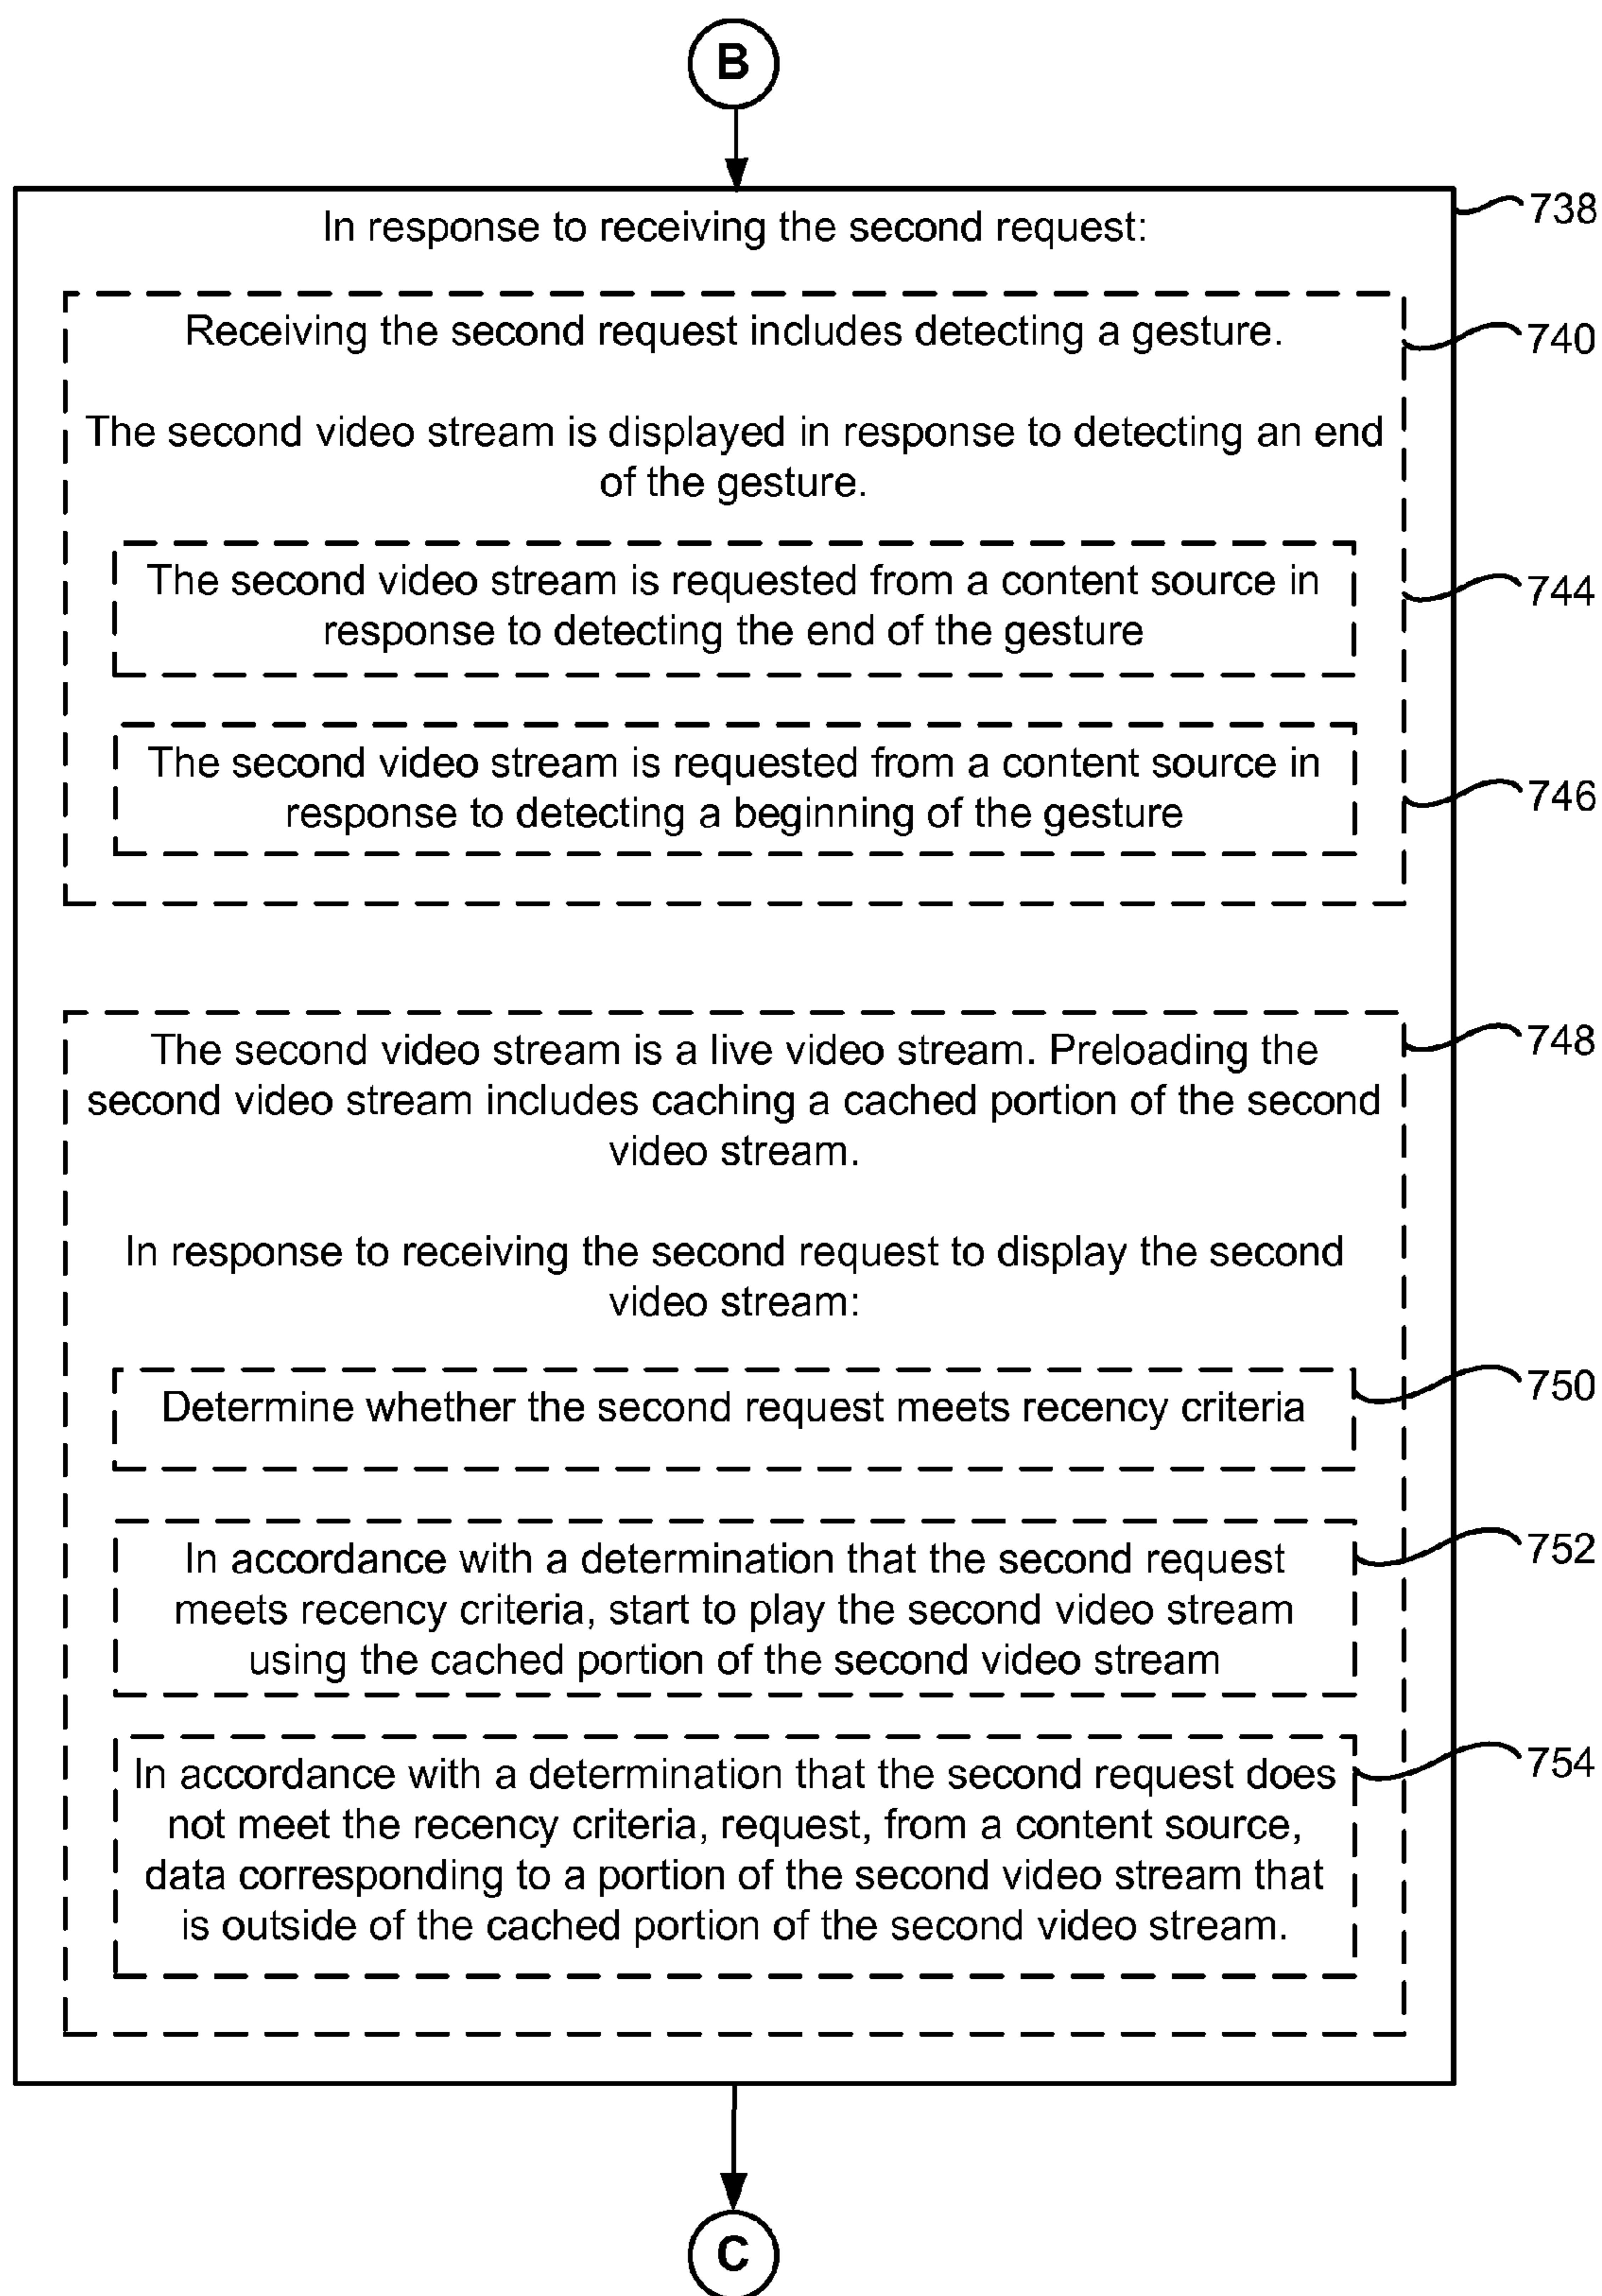 B
In response to receiving the second request:
738
Receiving the second request includes detecting a gesture.
740
The second video stream is displayed in response to detecting an end
of the gesture.
The second video stream is requested from a content source in
response to detecting the end of the gesture
744
The second video stream is requested from a content source in
response to detecting a beginning of the gesture
746
The second video stream is a live video stream. Preloading the
second video stream includes caching a cached portion of the second
video stream.
748
In response to receiving the second request to display the second
video stream:
Determine whether the second request meets recency criteria
750
In accordance with a determination that the second request
meets recency criteria, start to play the second video stream
using the cached portion of the second video stream
752
In accordance with a determination that the second request does
not meet the recency criteria, request, from a content source,
data corresponding to a portion of the second video stream that
is outside of the cached portion of the second video stream.
754
C